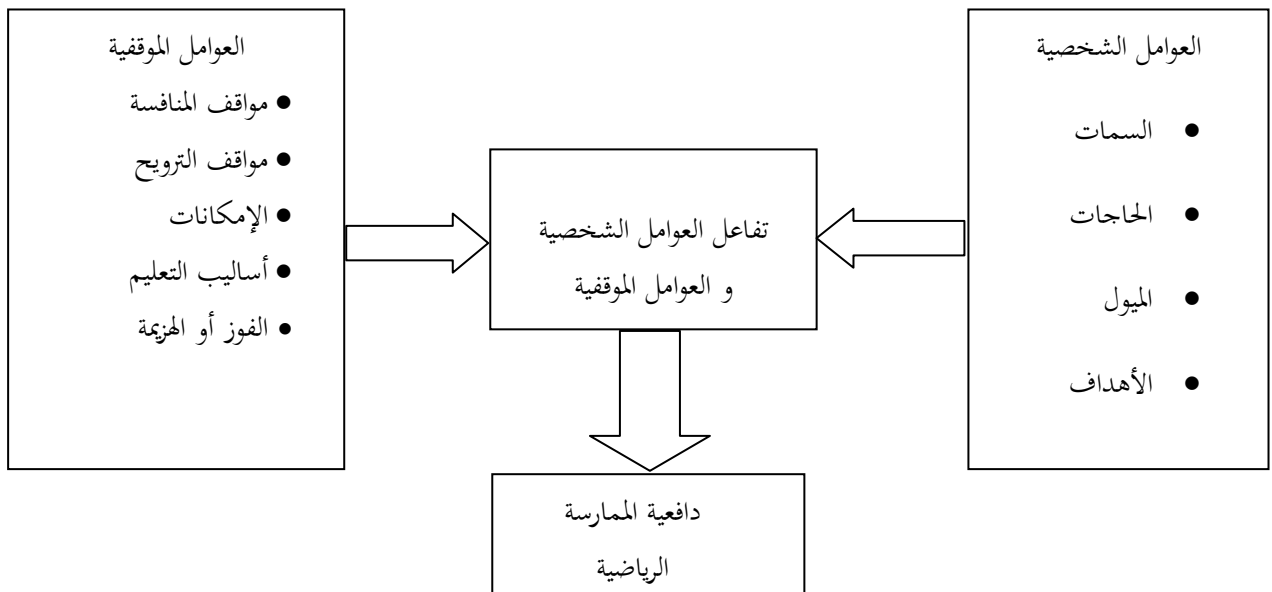 العوامل الشخصية
● السمات
● الحاجات
● الميول
● الأهداف
تفاعل العوامل الشخصية
و العوامل الموقفية
العوامل الموقفية
● مواقف المنافسة
● مواقف الترويح
● الإمكانات
● أساليب التعليم
● الفوز أو الهزيمة
دافعية الممارسة
الرياضية